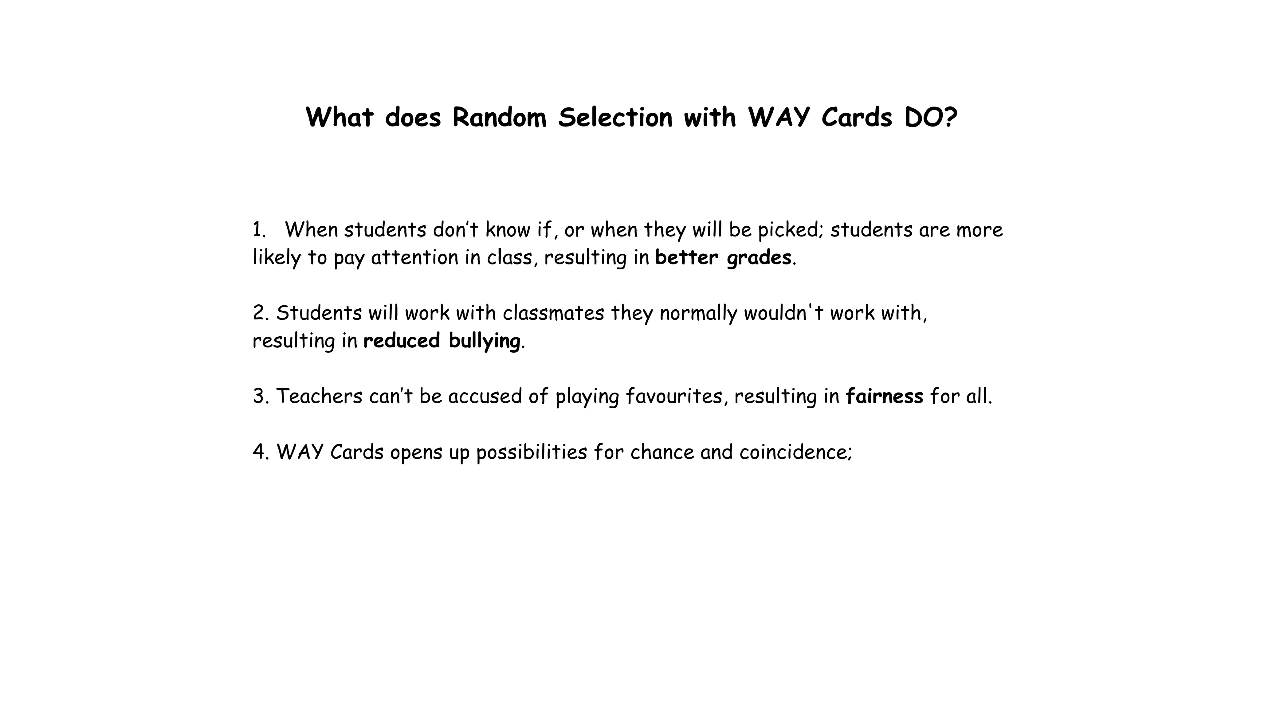 What does Random Selection with WAY Cards DO?
1. When students don’t know if, or when they will be picked; students are more
likely to pay attention in class, resulting in better grades.
2. Students will work with classmates they normally wouldn't work with,
resulting in reduced bullying.
3. Teachers can’t be accused of playing favourites, resulting in fairness for all.
4. WAY Cards opens up possibilities for chance and coincidence;